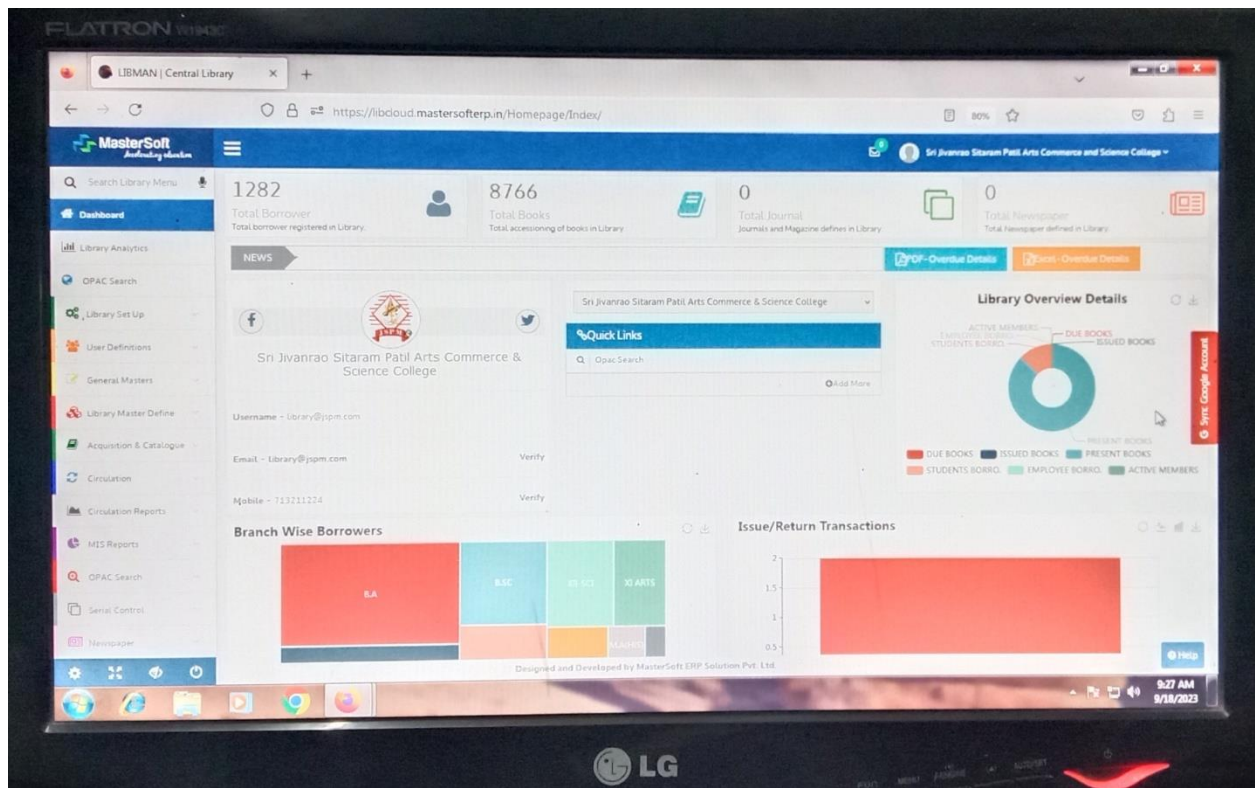 FLATRON W1943C
LIBMAN | Central Library
https://libcloud.mastersofterp.in/Homepage/Index/
80%
MasterSoft
Accelerating education
0
Sri Jivanrao Sitaram Patil Arts Commerce and Science College
Search Library Menu
Dashboard
Library Analytics
OPAC Search
Library Set Up
User Definitions
General Masters
Library Master Define
Acquisition & Catalogue
Circulation
Circulation Reports
MIS Reports
OPAC Search
Serial Control
Newspaper
1282
Total Borrower
Total borrower registered in Library.
8766
Total Books
Total accessioning of books in Library
0
Total Journal
Journals and Magazine defines in Library
0
Total Newspaper
Total Newspaper defined in Library
NEWS
PDF-Overdue Details
Excel-Overdue Details
JSPM
Sri Jivanrao Sitaram Patil Arts Commerce &
Science College
Username - library@jspm.com
Email - library@jspm.com
Verify
Mobile - 713211224
Verify
Sri Jivanrao Sitaram Patil Arts Commerce & Science College
Quick Links
Opac Search
Add More
Library Overview Details
ACTIVE MEMBERS
STUDENTS BORRO.
DUE BOOKS
ISSUED BOOKS
PRESENT BOOKS
DUE BOOKS ISSUED BOOKS PRESENT BOOKS
STUDENTS BORRO. EMPLOYEE BORRO. ACTIVE MEMBERS
G Sync Google Account
Branch Wise Borrowers
B.A
B.SC
XI ARTS
Issue/Return Transactions
2
1.5
1
0.5
Help
Designed and Developed by MasterSoft ERP Solution Pvt. Ltd
9:27 AM
9/18/2023
LG